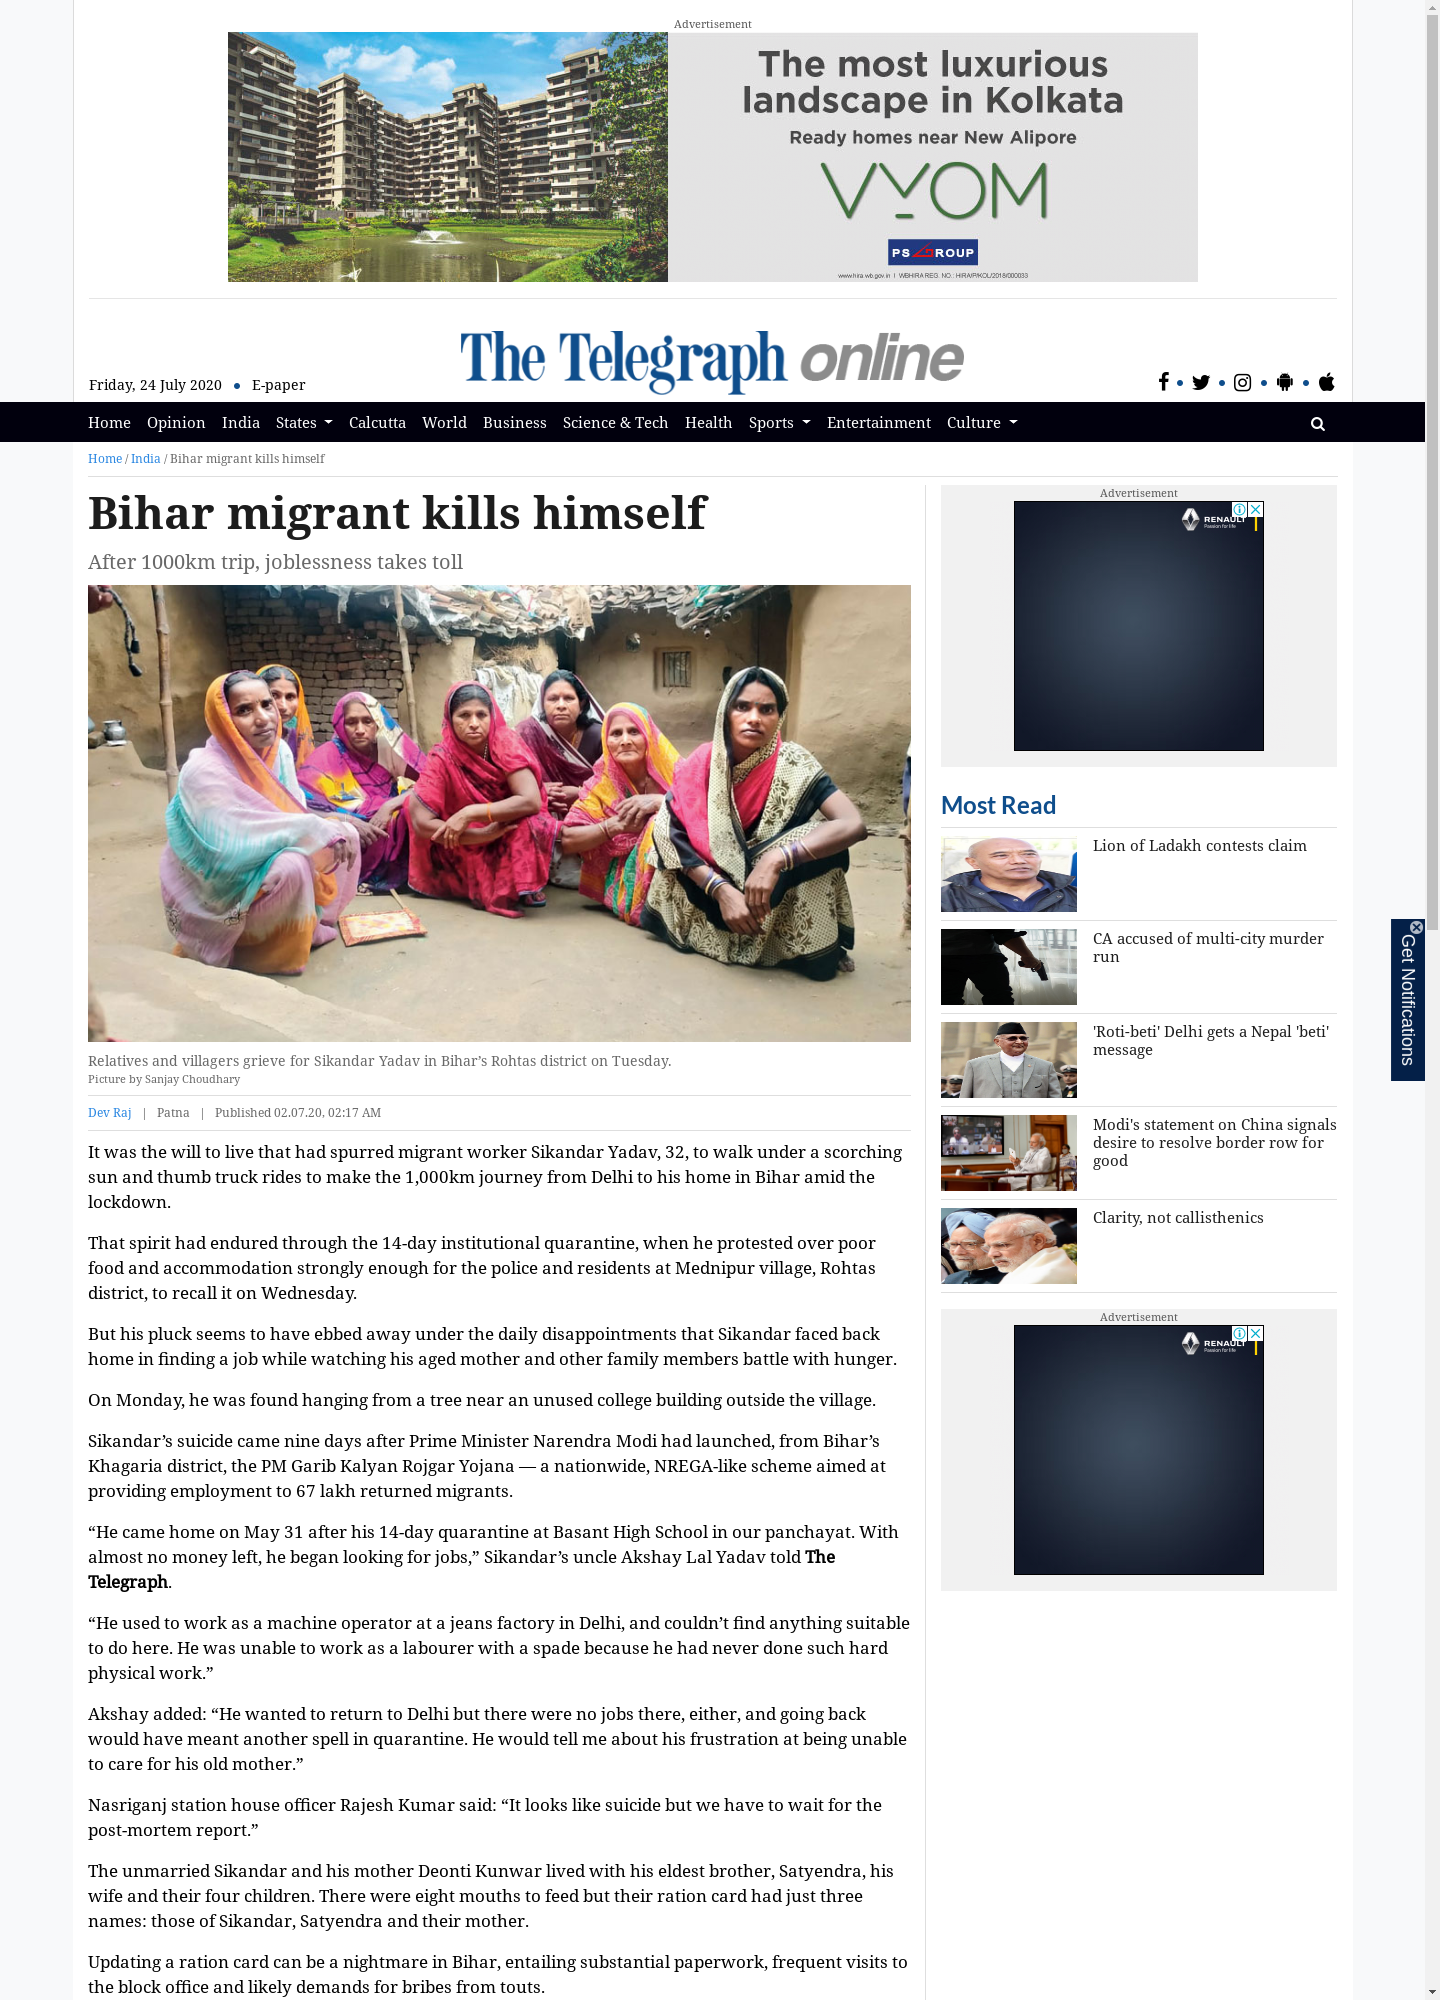 Advertisement
The most luxurious
landscape in Kolkata
Ready homes near New Alipore
VYOM
PS GROUP
www.hira.wb.gov.in I WBHIRA REG. NO.: HIRA/P/KOL/2018/000033
The Telegraph online
Friday, 24 July 2020 • E-paper
Home Opinion India States Calcutta World Business Science & Tech Health Sports Entertainment Culture
Home / India / Bihar migrant kills himself
Bihar migrant kills himself
After 1000km trip, joblessness takes toll
Relatives and villagers grieve for Sikandar Yadav in Bihar’s Rohtas district on Tuesday.
Picture by Sanjay Choudhary
Dev Raj | Patna | Published 02.07.20, 02:17 AM
It was the will to live that had spurred migrant worker Sikandar Yadav, 32, to walk under a scorching
sun and thumb truck rides to make the 1,000km journey from Delhi to his home in Bihar amid the
lockdown.
That spirit had endured through the 14-day institutional quarantine, when he protested over poor
food and accommodation strongly enough for the police and residents at Mednipur village, Rohtas
district, to recall it on Wednesday.
But his pluck seems to have ebbed away under the daily disappointments that Sikandar faced back
home in finding a job while watching his aged mother and other family members battle with hunger.
On Monday, he was found hanging from a tree near an unused college building outside the village.
Sikandar’s suicide came nine days after Prime Minister Narendra Modi had launched, from Bihar’s
Khagaria district, the PM Garib Kalyan Rojgar Yojana — a nationwide, NREGA-like scheme aimed at
providing employment to 67 lakh returned migrants.
“He came home on May 31 after his 14-day quarantine at Basant High School in our panchayat. With
almost no money left, he began looking for jobs,” Sikandar’s uncle Akshay Lal Yadav told The
Telegraph.
“He used to work as a machine operator at a jeans factory in Delhi, and couldn’t find anything suitable
to do here. He was unable to work as a labourer with a spade because he had never done such hard
physical work.”
Akshay added: “He wanted to return to Delhi but there were no jobs there, either, and going back
would have meant another spell in quarantine. He would tell me about his frustration at being unable
to care for his old mother.”
Nasriganj station house officer Rajesh Kumar said: “It looks like suicide but we have to wait for the
post-mortem report.”
The unmarried Sikandar and his mother Deonti Kunwar lived with his eldest brother, Satyendra, his
wife and their four children. There were eight mouths to feed but their ration card had just three
names: those of Sikandar, Satyendra and their mother.
Updating a ration card can be a nightmare in Bihar, entailing substantial paperwork, frequent visits to
the block office and likely demands for bribes from touts.
Advertisement
RENAULT
Passion for life
Most Read
Lion of Ladakh contests claim
CA accused of multi-city murder
run
'Roti-beti' Delhi gets a Nepal 'beti'
message
Modi's statement on China signals
desire to resolve border row for
good
Clarity, not callisthenics
Advertisement
RENAULT
Passion for life
Get Notifications